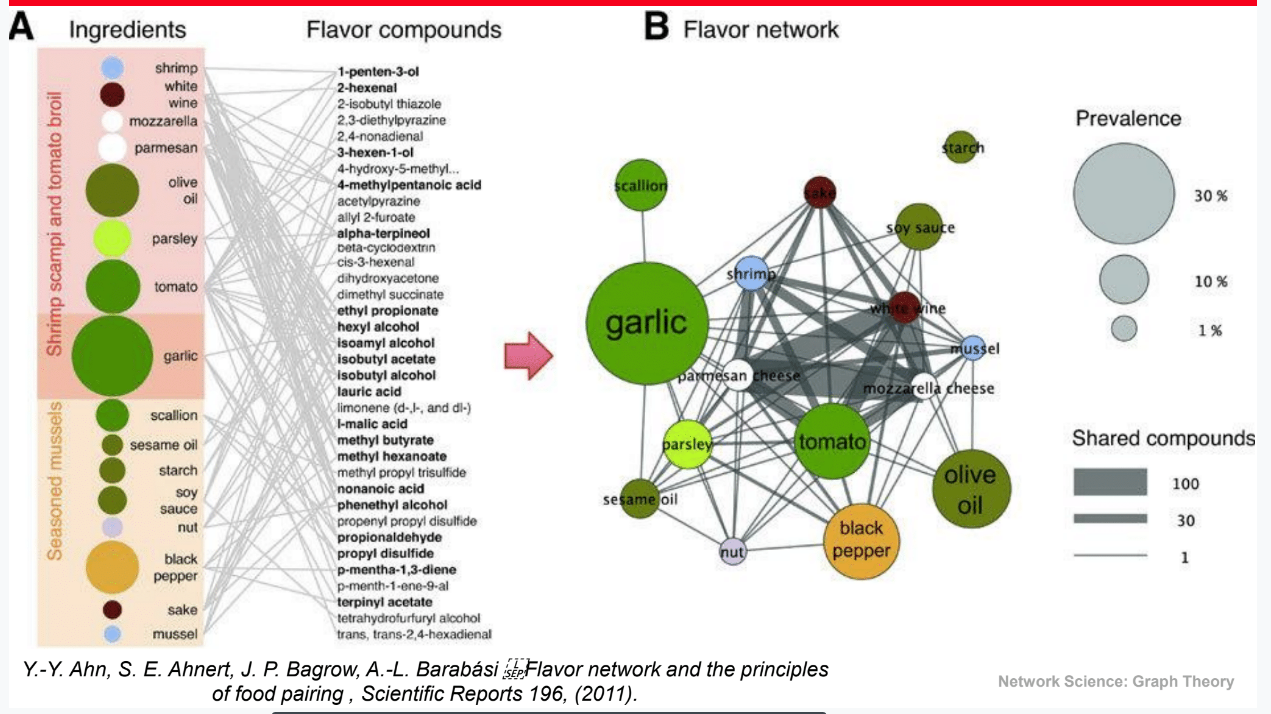 A Ingredients Flavor compounds
Shrimp scampi and tomato broil
shrimp
white
wine
mozzarella
parmesan
olive
oil
parsley
tomato
garlic
Seasoned mussels
scallion
sesame oil
starch
soy
sauce
nut
black
pepper
sake
mussel
1-penten-3-ol
2-hexenal
2-isobutyl thiazole
2,3-diethylpyrazine
2,4-nonadienal
3-hexen-1-ol
4-hydroxy-5-methyl...
4-methylpentanoic acid
acetylpyrazine
allyl 2-furoate
alpha-terpineol
beta-cyclodextrin
cis-3-hexenal
dihydroxyacetone
dimethyl succinate
ethyl propionate
hexyl alcohol
isoamyl alcohol
isobutyl acetate
isobutyl alcohol
lauric acid
limonene (d-,l-, and dl-)
l-malic acid
methyl butyrate
methyl hexanoate
methyl propyl trisulfide
nonanoic acid
phenethyl alcohol
propenyl propyl disulfide
propionaldehyde
propyl disulfide
p-mentha-1,3-diene
p-menth-1-ene-9-al
terpinyl acetate
tetrahydrofurfuryl alcohol
trans, trans-2,4-hexadienal
B Flavor network
starch
scallion
sake
soy sauce
shrimp
white wine
garlic
mussel
parmesan cheese
mozzarella cheese
parsley
tomato
sesame oil
olive
oil
black
pepper
nut
Prevalence
30 %
10 %
1 %
Shared compounds
100
30
1
Y.-Y. Ahn, S. E. Ahnert, J. P. Bagrow, A.-L. Barabási Flavor network and the principles
of food pairing , Scientific Reports 196, (2011).
Network Science: Graph Theory